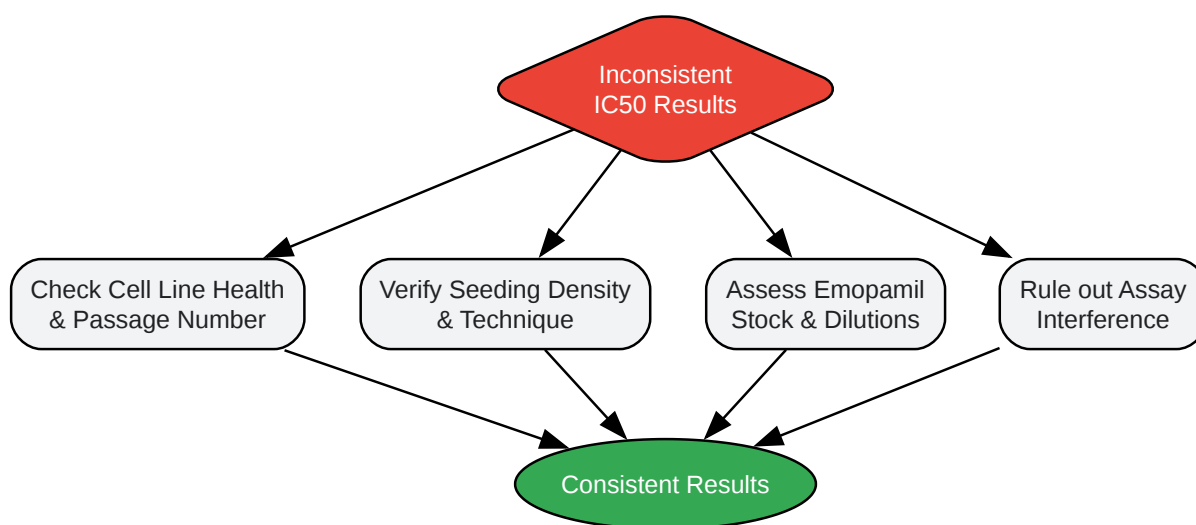 Inconsistent
IC50 Results
Check Cell Line Health
& Passage Number
Verify Seeding Density
& Technique
Assess Emopamil
Stock & Dilutions
Rule out Assay
Interference
Consistent Results